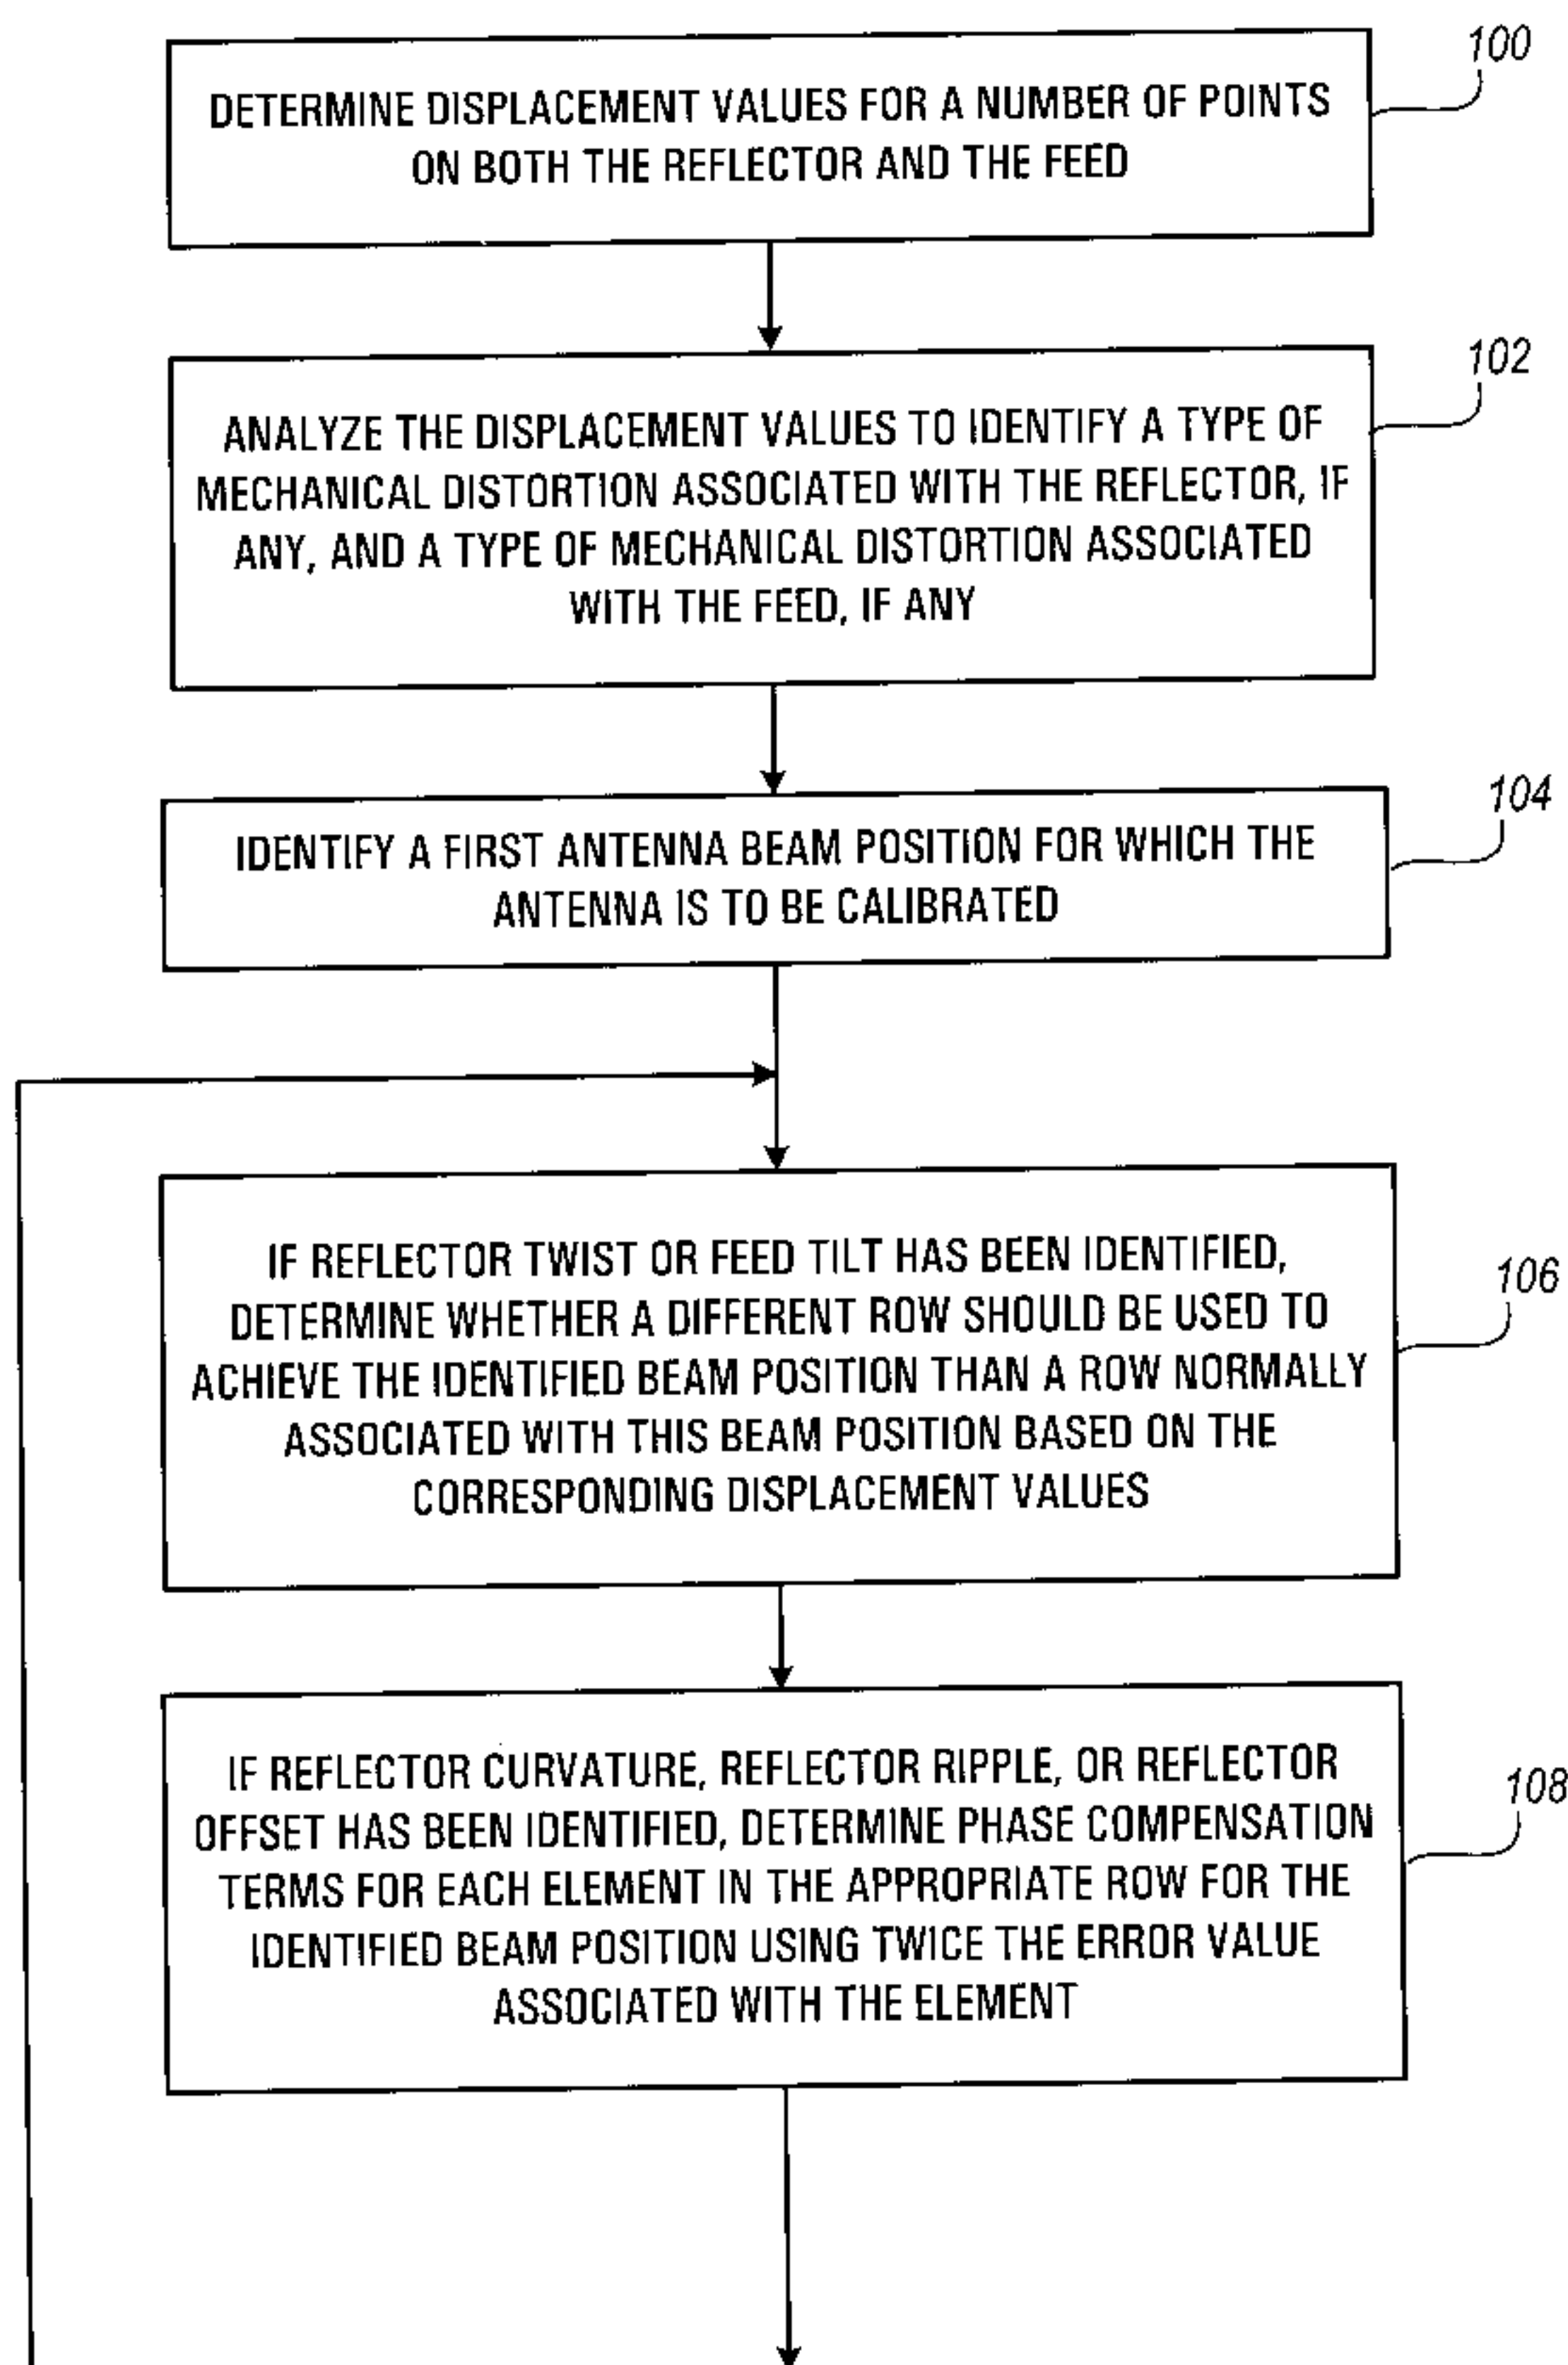 100
DETERMINE DISPLACEMENT VALUES FOR A NUMBER OF POINTS
ON BOTH THE REFLECTOR AND THE FEED
102
ANALYZE THE DISPLACEMENT VALUES TO IDENTIFY A TYPE OF
MECHANICAL DISTORTION ASSOCIATED WITH THE REFLECTOR, IF
ANY, AND A TYPE OF MECHANICAL DISTORTION ASSOCIATED
WITH THE FEED, IF ANY
104
IDENTIFY A FIRST ANTENNA BEAM POSITION FOR WHICH THE
ANTENNA IS TO BE CALIBRATED
106
IF REFLECTOR TWIST OR FEED TILT HAS BEEN IDENTIFIED,
DETERMINE WHETHER A DIFFERENT ROW SHOULD BE USED TO
ACHIEVE THE IDENTIFIED BEAM POSITION THAN A ROW NORMALLY
ASSOCIATED WITH THIS BEAM POSITION BASED ON THE
CORRESPONDING DISPLACEMENT VALUES
108
IF REFLECTOR CURVATURE, REFLECTOR RIPPLE, OR REFLECTOR
OFFSET HAS BEEN IDENTIFIED, DETERMINE PHASE COMPENSATION
TERMS FOR EACH ELEMENT IN THE APPROPRIATE ROW FOR THE
IDENTIFIED BEAM POSITION USING TWICE THE ERROR VALUE
ASSOCIATED WITH THE ELEMENT